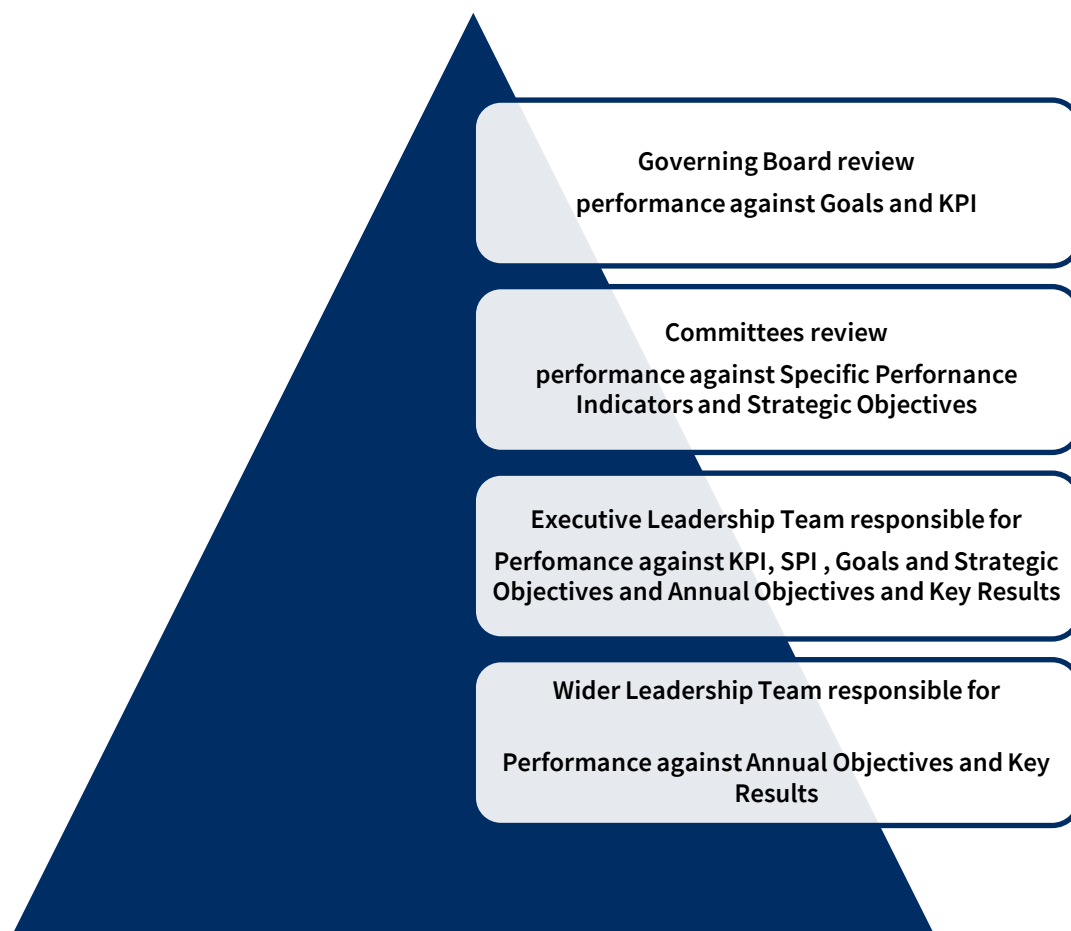 Governing Board review
performance against Goals and KPI
Committees review
performance against Specific Perfornance
Indicators and Strategic Objectives
Executive Leadership Team responsible for
Perfomance against KPI, SPI , Goals and Strategic
Objectives and Annual Objectives and Key Results
Wider Leadership Team responsible for
Performance against Annual Objectives and Key
Results